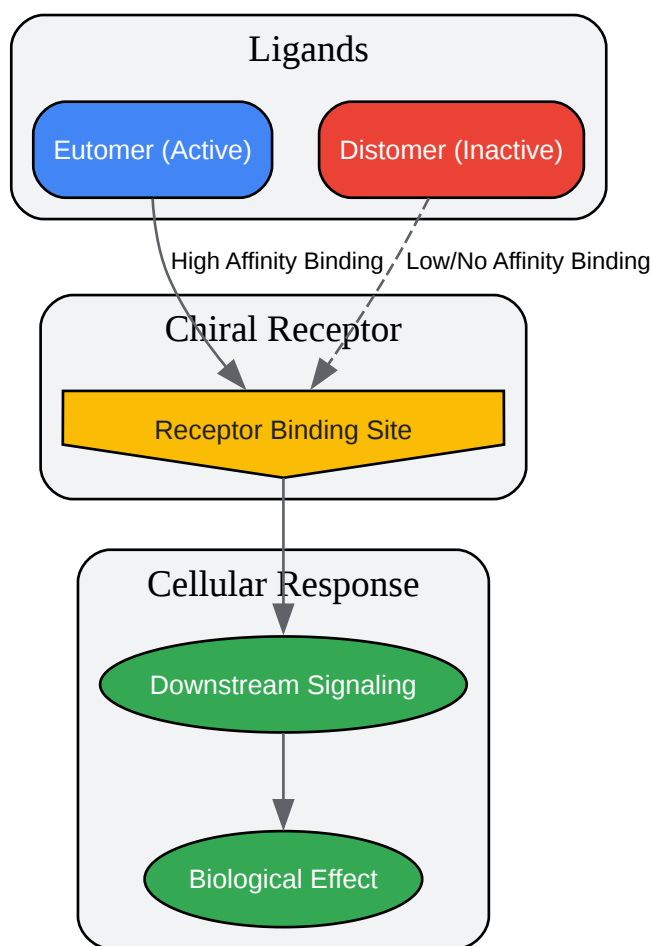 Ligands
Eutomer (Active)
Distomer (Inactive)
High Affinity Binding
Low/No Affinity Binding
Chiral Receptor
Receptor Binding Site
Cellular Response
Downstream Signaling
Biological Effect